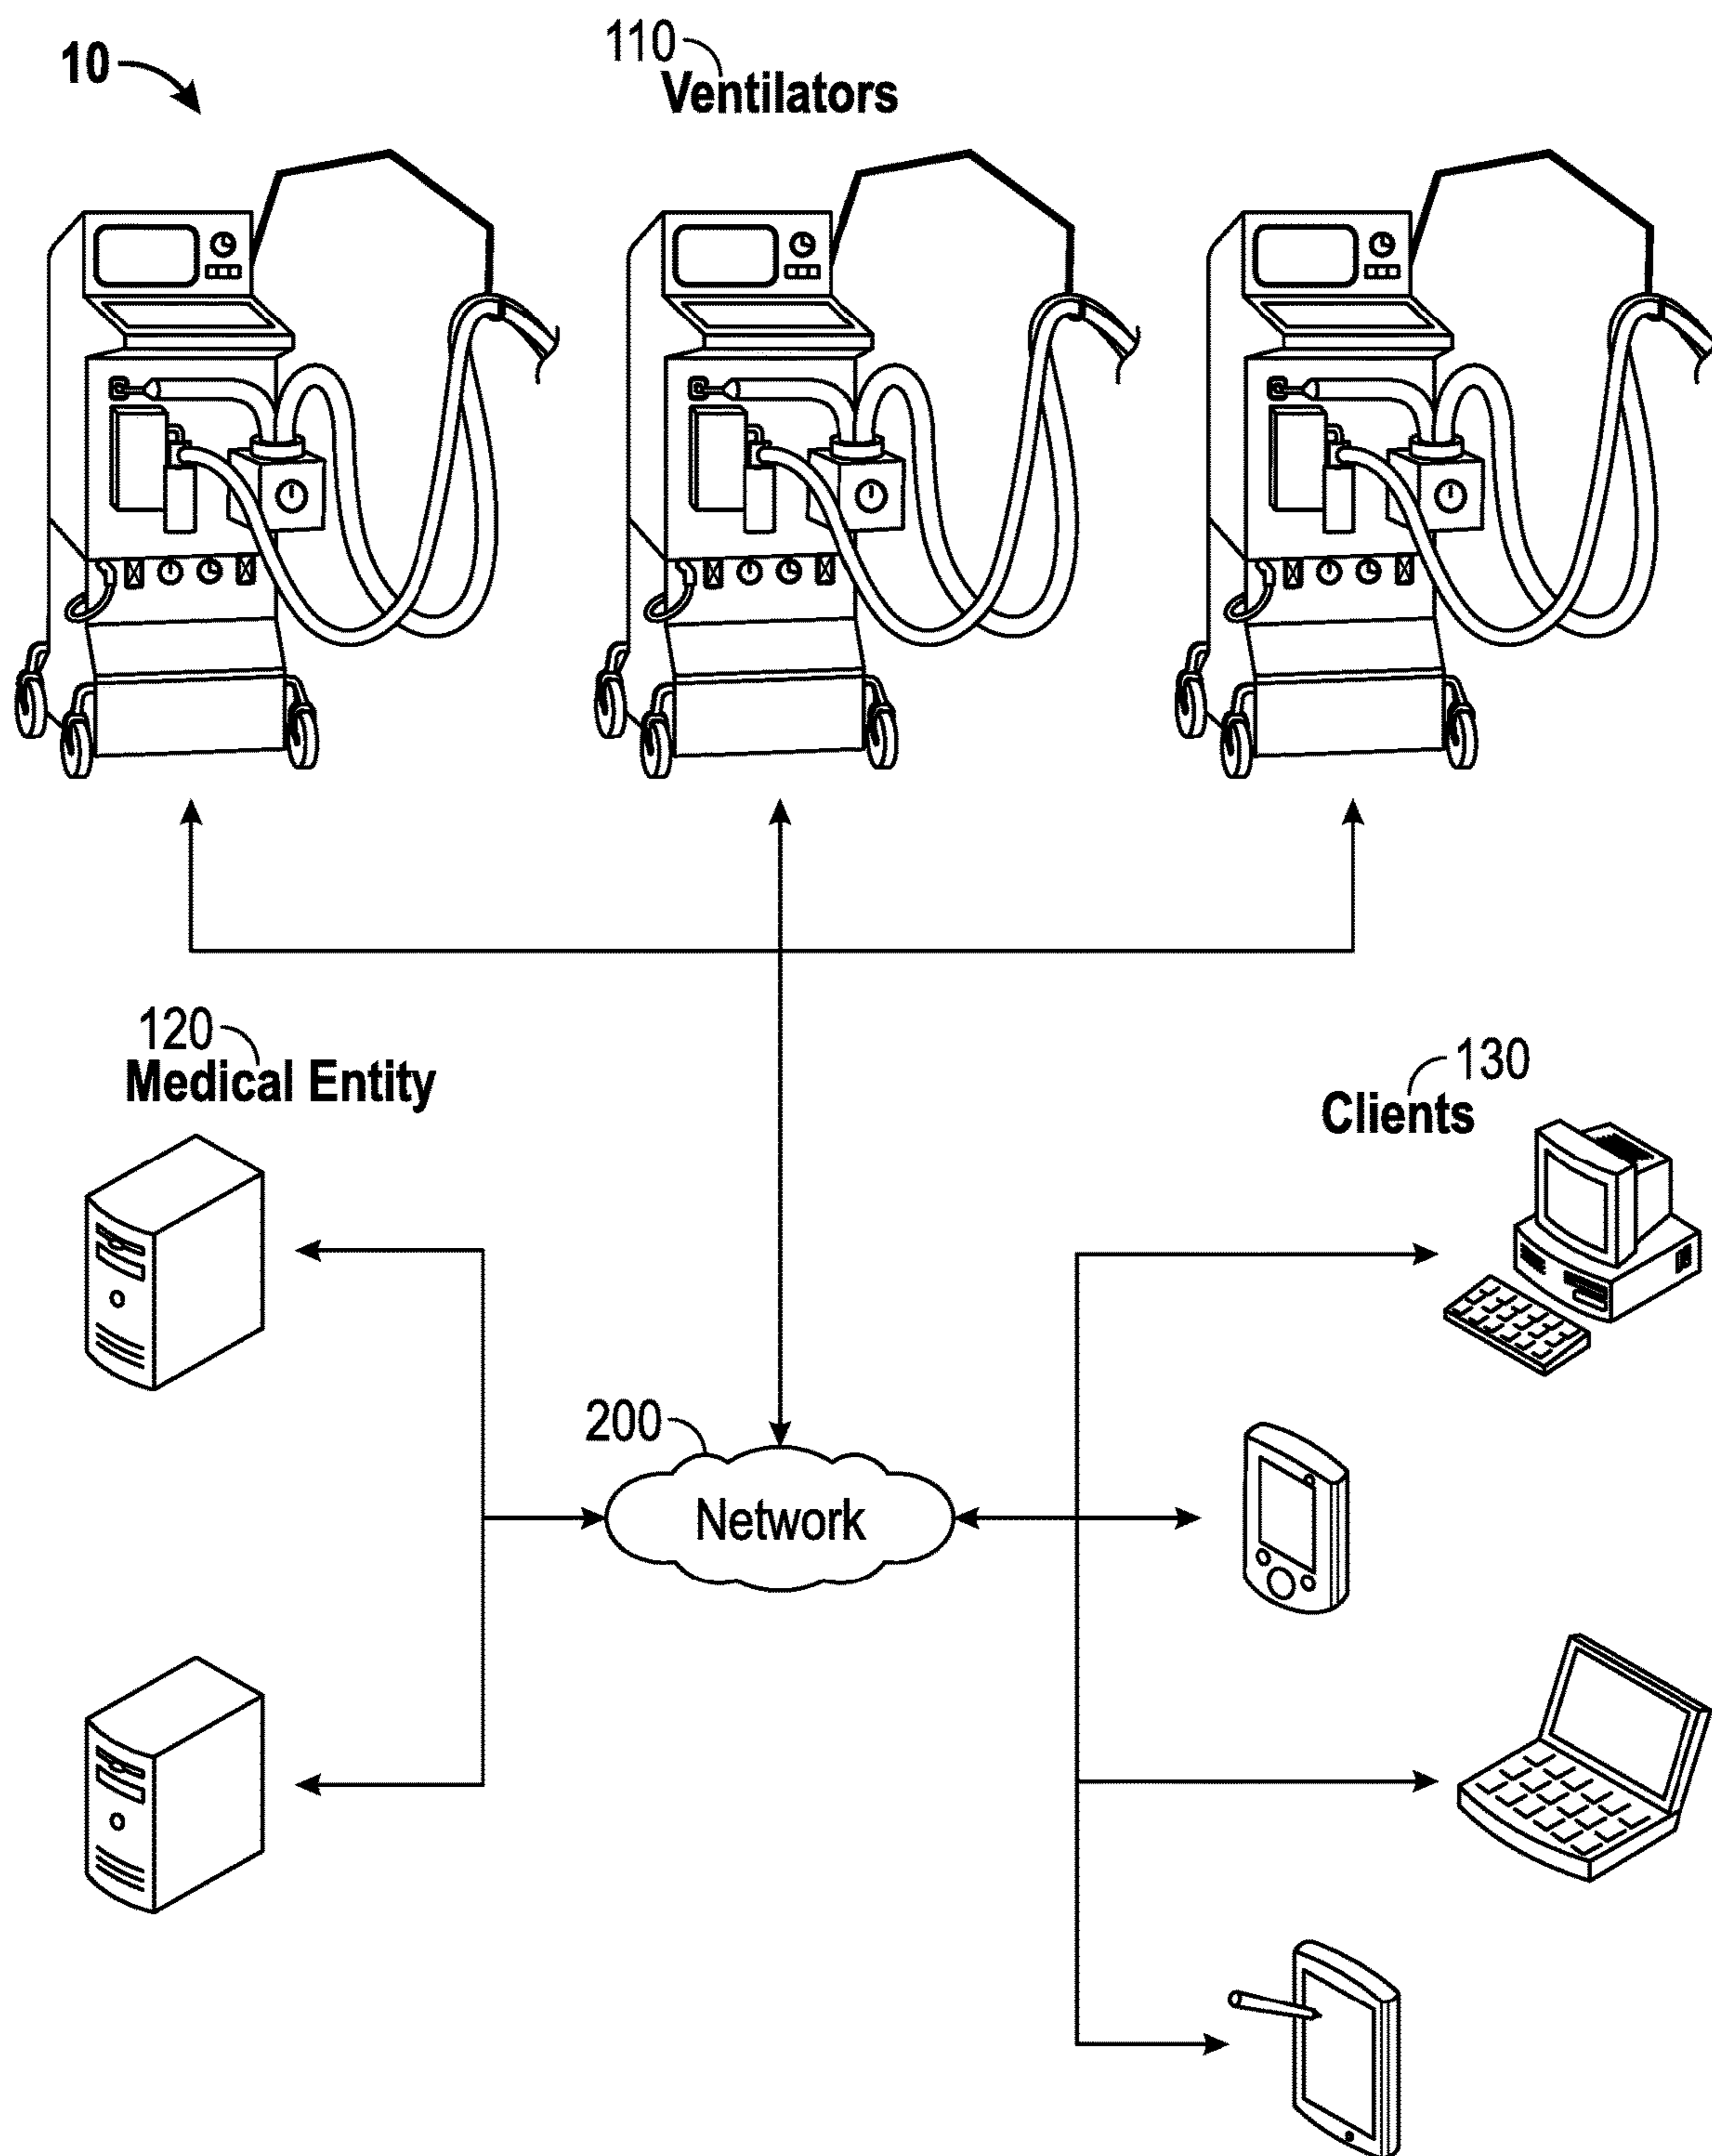 10
110
Ventilators
120
Medical Entity
130
Clients
200
Network